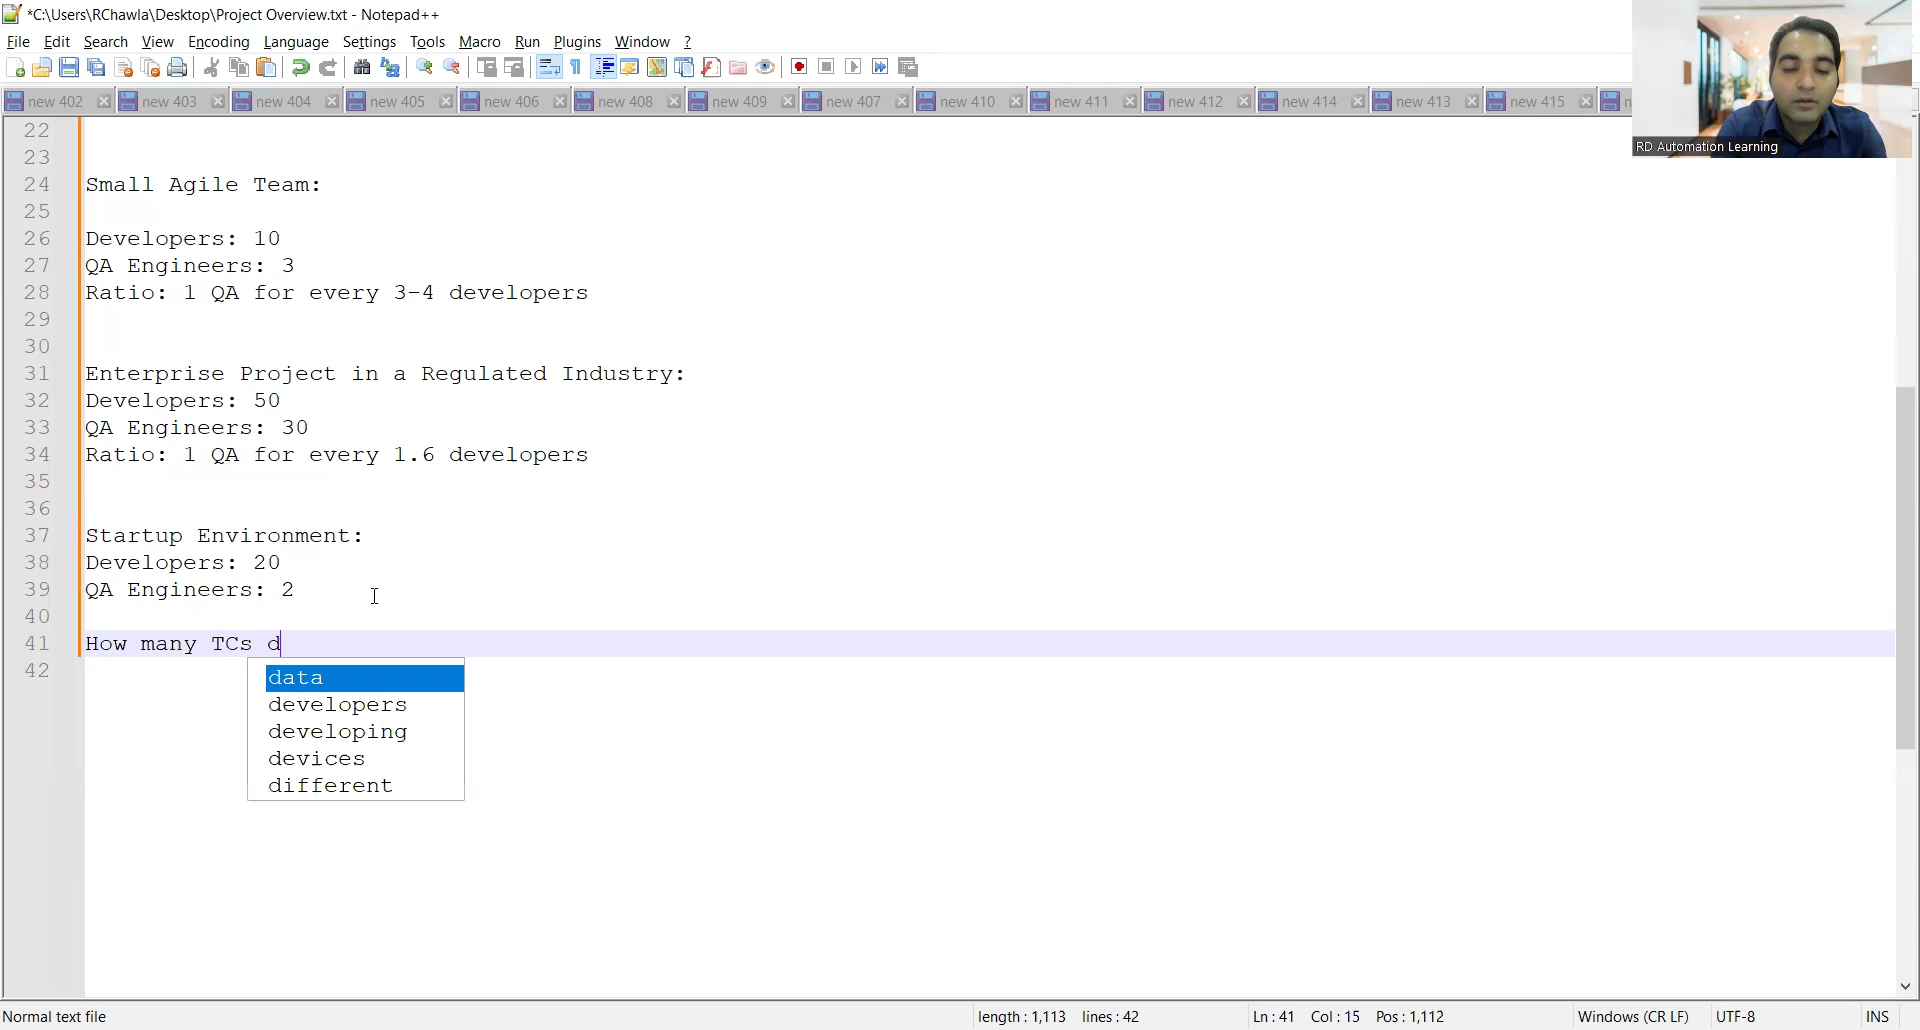 *C:\Users\RChawla\Desktop\Project Overview.txt - Notepad++
File Edit Search View Encoding Language Settings Tools Macro Run Plugins Window ?
new 402 new 403 new 404 new 405 new 406 new 408 new 409 new 407 new 410 new 411 new 412 new 414 new 413 new 415
RD Automation Learning
22
23
24 Small Agile Team:
25
26 Developers: 10
27 QA Engineers: 3
28 Ratio: 1 QA for every 3-4 developers
29
30
31 Enterprise Project in a Regulated Industry:
32 Developers: 50
33 QA Engineers: 30
34 Ratio: 1 QA for every 1.6 developers
35
36
37 Startup Environment:
38 Developers: 20
39 QA Engineers: 2
40
41 How many TCs d
42
data
developers
developing
devices
different
Normal text file length : 1,113 lines : 42 Ln : 41 Col : 15 Pos : 1,112 Windows (CR LF) UTF-8 INS